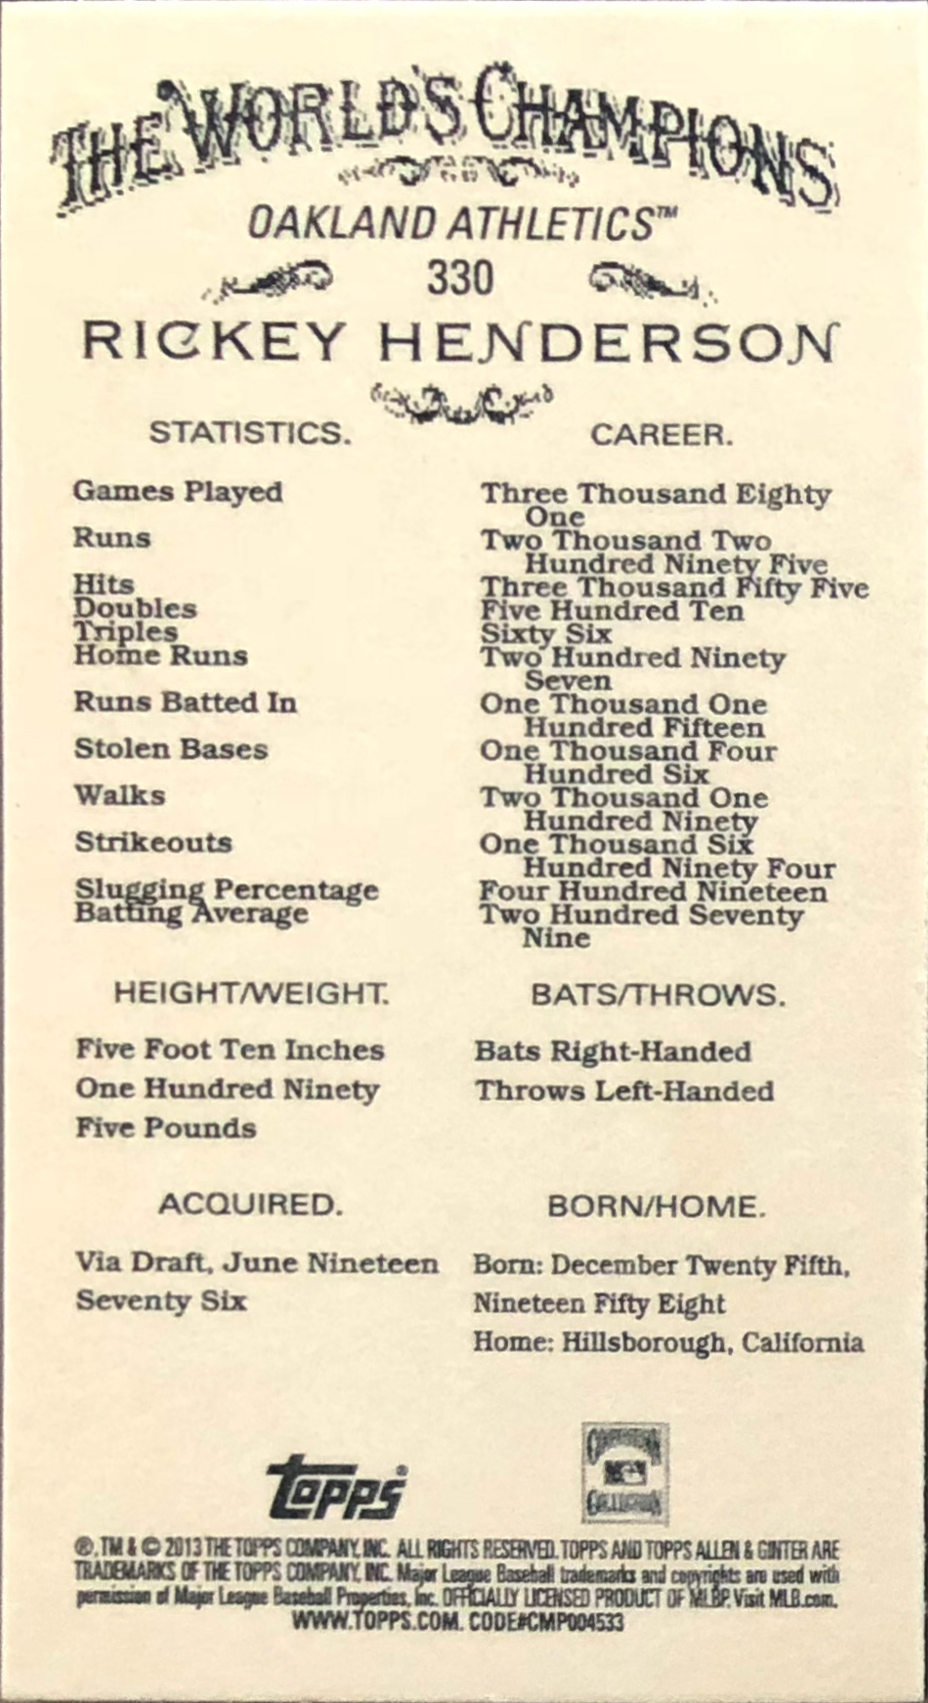 THE WORLD'S CHAMPIONS
OAKLAND ATHLETICS™
330
RICKEY HENDERSON
STATISTICS. CAREER.
Games Played Three Thousand Eighty
One
Runs Two Thousand Two
Hundred Ninety Five
Hits Three Thousand Fifty Five
Doubles Five Hundred Ten
Triples Sixty Six
Home Runs Two Hundred Ninety
Seven
Runs Batted In One Thousand One
Hundred Fifteen
Stolen Bases One Thousand Four
Hundred Six
Walks Two Thousand One
Hundred Ninety
Strikeouts One Thousand Six
Hundred Ninety Four
Slugging Percentage Four Hundred Nineteen
Batting Average Two Hundred Seventy
Nine
HEIGHT/WEIGHT.
Five Foot Ten Inches
One Hundred Ninety
Five Pounds
BATS/THROWS.
Bats Right-Handed
Throws Left-Handed
ACQUIRED.
Via Draft, June Nineteen
Seventy Six
BORN/HOME.
Born: December Twenty Fifth,
Nineteen Fifty Eight
Home: Hillsborough, California
Topps®
COOPERSTOWN
COLLECTION
®, TM & © 2013 THE TOPPS COMPANY, INC. ALL RIGHTS RESERVED. TOPPS AND TOPPS ALLEN & GINTER ARE
TRADEMARKS OF THE TOPPS COMPANY, INC. Major League Baseball trademarks and copyrights are used with
permission of Major League Baseball Properties, Inc. OFFICIALLY LICENSED PRODUCT OF MLBP. Visit MLB.com.
WWW.TOPPS.COM. CODE#CMP004533